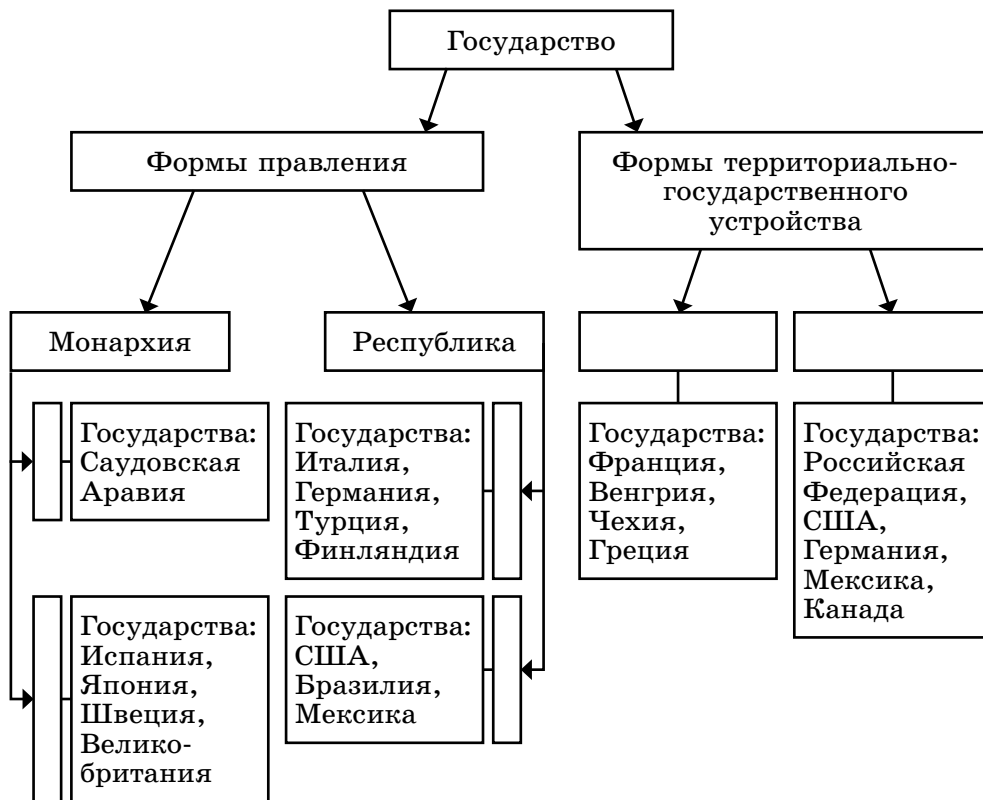 Государство
Формы правления
Формы территориально-
государственного
устройства
Монархия
Республика
Государства:
Саудовская
Аравия
Государства:
Италия,
Германия,
Турция,
Финляндия
Государства:
Франция,
Венгрия,
Чехия,
Греция
Государства:
Российская
Федерация,
США,
Германия,
Мексика,
Канада
Государства:
Испания,
Япония,
Швеция,
Велико-
британия
Государства:
США,
Бразилия,
Мексика